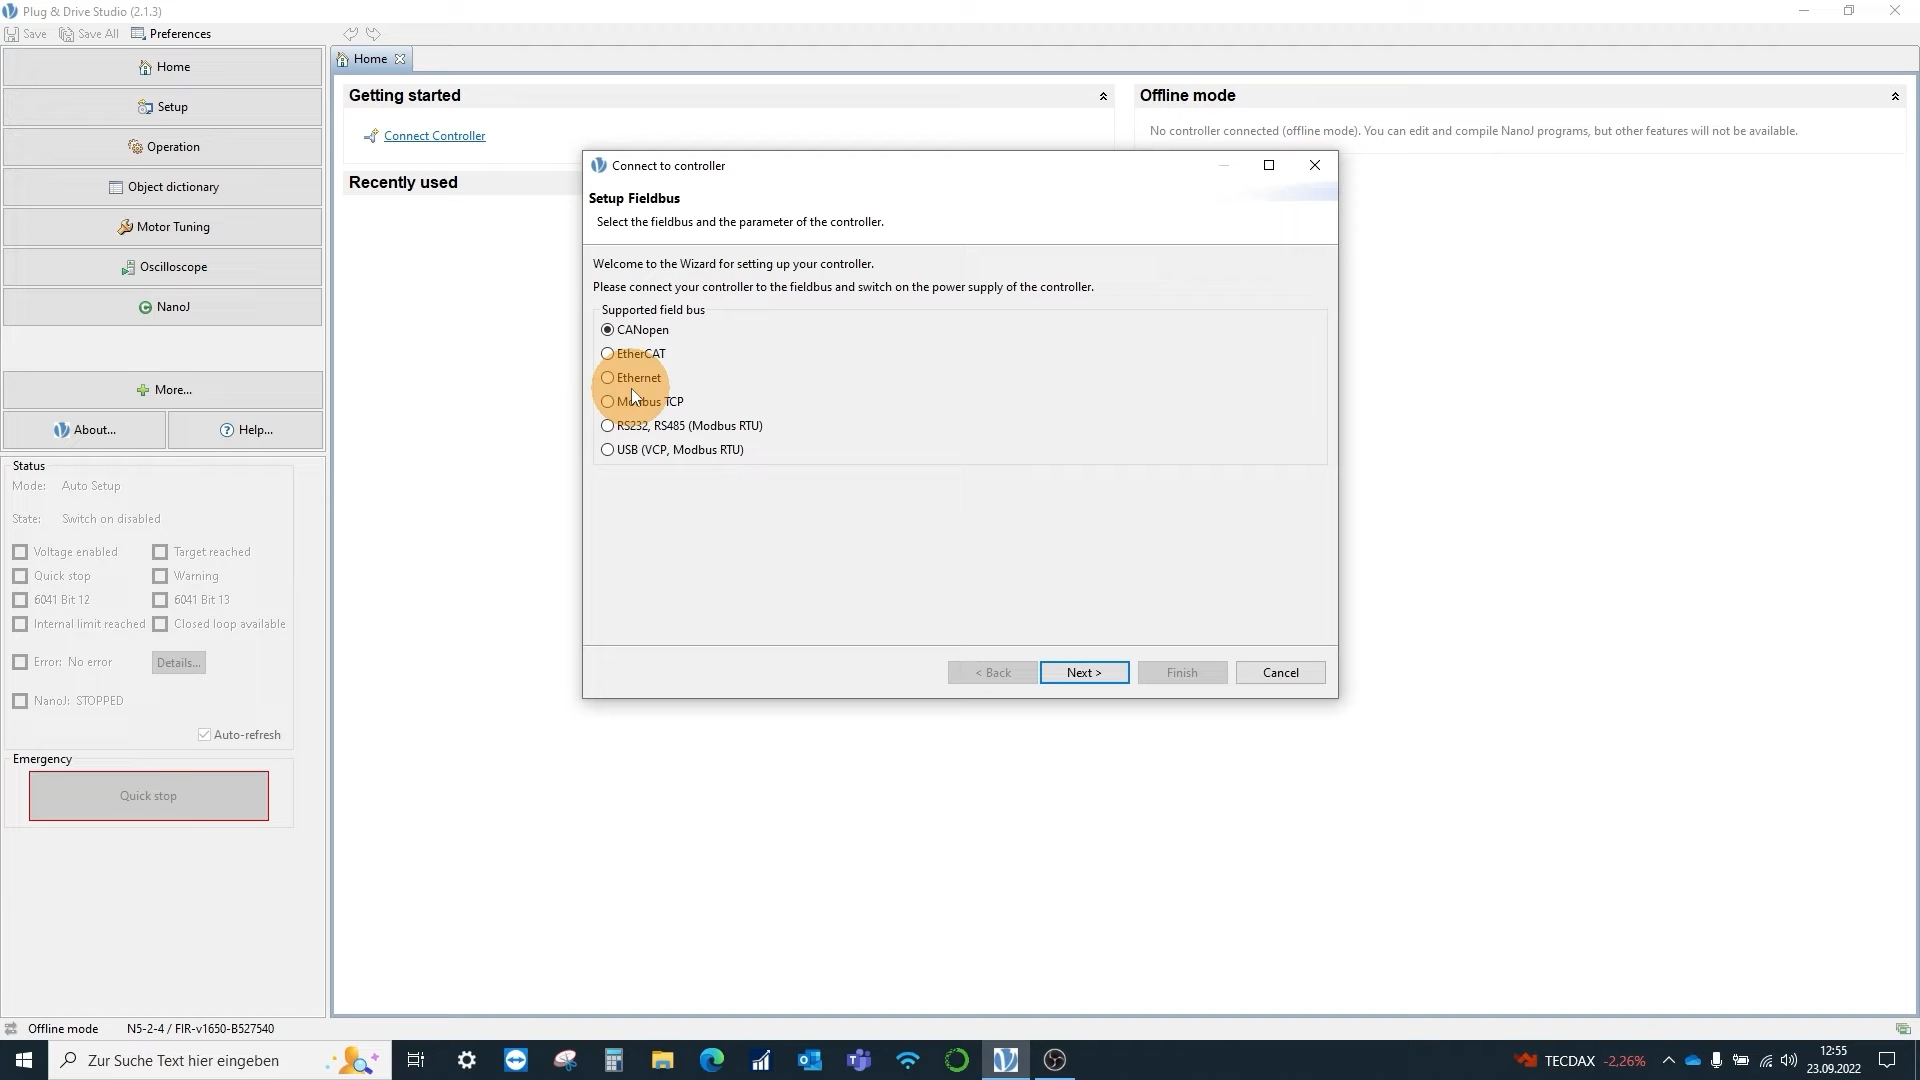 Plug & Drive Studio (2.1.3)
Save Save All Preferences
Home
Setup
Operation
Object dictionary
Motor Tuning
Oscilloscope
NanoJ
More...
About... Help...
Status
Mode: Auto Setup
State: Switch on disabled
Voltage enabled Target reached
Quick stop Warning
6041 Bit 12 6041 Bit 13
Internal limit reached Closed loop available
Error: No error Details...
NanoJ: STOPPED
Auto-refresh
Emergency
Quick stop
Home
Getting started
Connect Controller
Recently used
Offline mode
No controller connected (offline mode). You can edit and compile NanoJ programs, but other features will not be available.
Connect to controller
Setup Fieldbus
Select the fieldbus and the parameter of the controller.
Welcome to the Wizard for setting up your controller.
Please connect your controller to the fieldbus and switch on the power supply of the controller.
Supported field bus
CANopen
EtherCAT
Ethernet
Modbus TCP
RS232, RS485 (Modbus RTU)
USB (VCP, Modbus RTU)
< Back Next > Finish Cancel
Offline mode N5-2-4 / FIR-v1650-B527540
Zur Suche Text hier eingeben
TECDAX -2,26%
12:55
23.09.2022